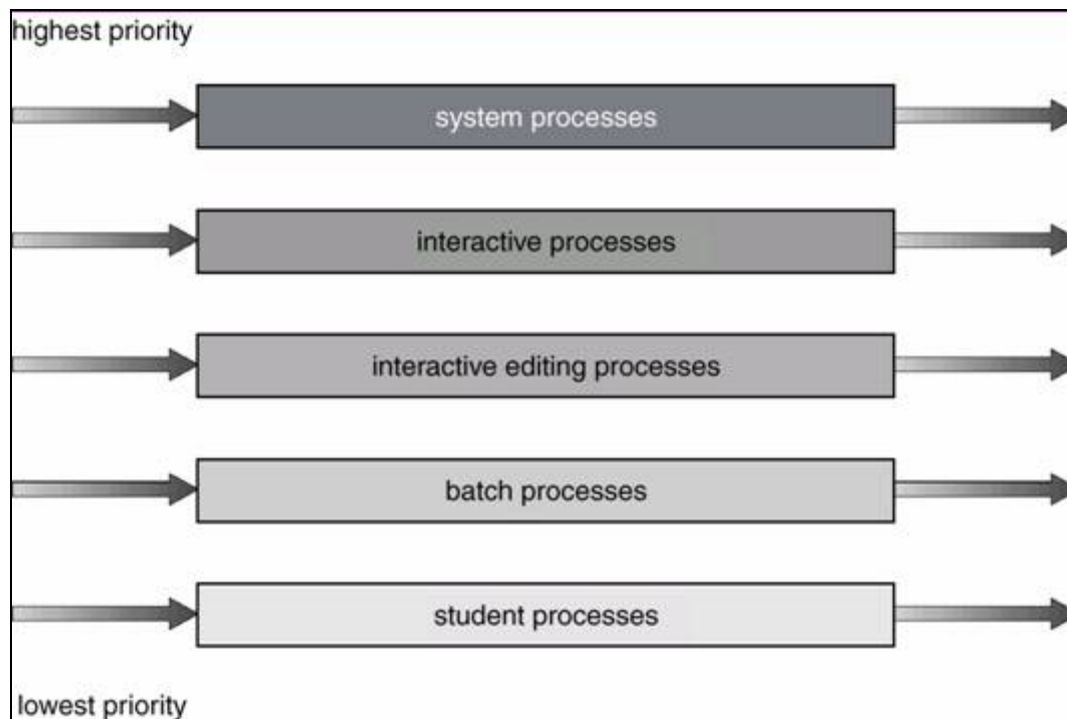 highest priority
system processes
interactive processes
interactive editing processes
batch processes
student processes
lowest priority